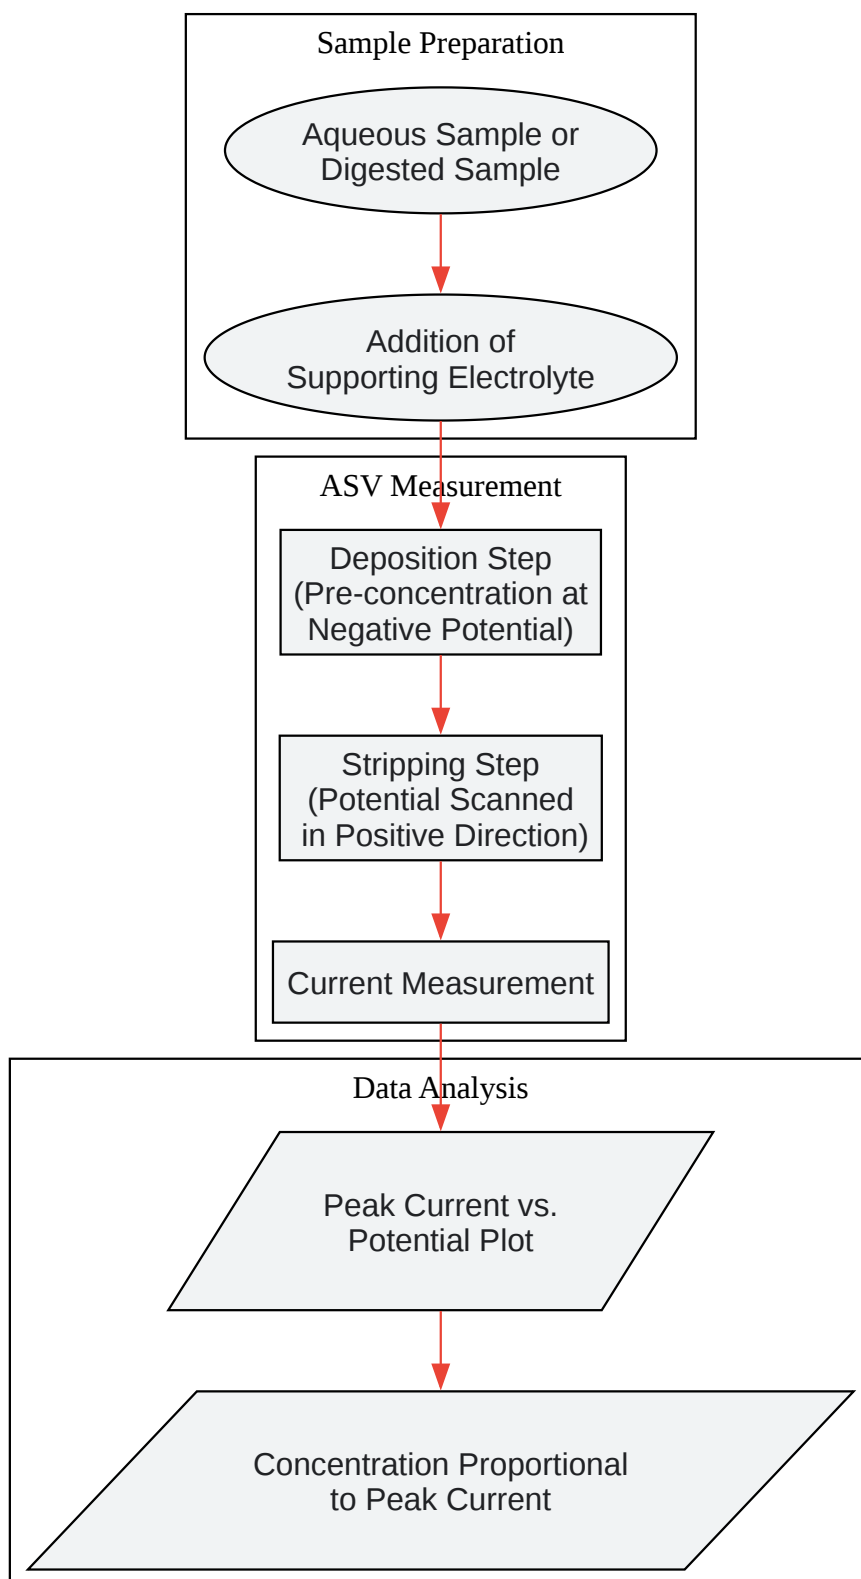 Sample Preparation
Aqueous Sample or
Digested Sample
Addition of
Supporting Electrolyte
ASV Measurement
Deposition Step
(Pre-concentration at
Negative Potential)
Stripping Step
(Potential Scanned
in Positive Direction)
Current Measurement
Data Analysis
Peak Current vs.
Potential Plot
Concentration Proportional
to Peak Current